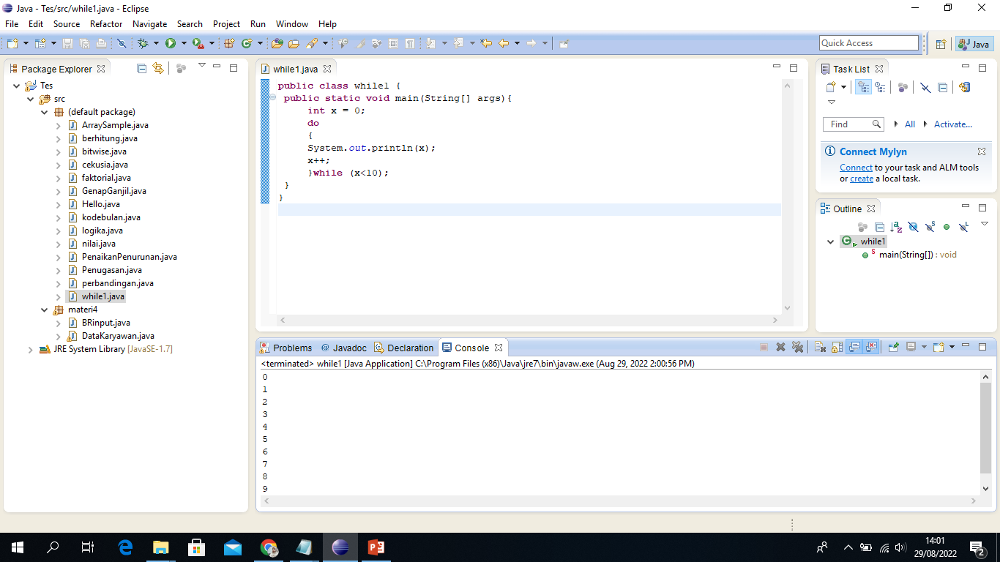 Java - Tes/src/while1.java - Eclipse
File Edit Source Refactor Navigate Search Project Run Window Help
Quick Access
Java
Package Explorer
Tes
src
(default package)
ArraySample.java
berhitung.java
bitwise.java
cekusia.java
faktorial.java
GenapGanjil.java
Hello.java
kodebulan.java
logika.java
nilai.java
PenaikanPenurunan.java
Penugasan.java
perbandingan.java
while1.java
materi4
BRinput.java
DataKaryawan.java
JRE System Library [JavaSE-1.7]
while1.java
public class while1 {
public static void main(String[] args){
int x = 0;
do
{
System.out.println(x);
x++;
}while (x<10);
}
}
Task List
Find All Activate...
Connect Mylyn
Connect to your task and ALM tools
or create a local task.
Outline
while1
main(String[]) : void
Problems @ Javadoc Declaration Console
<terminated> while1 [Java Application] C:\Program Files (x86)\Java\jre7\bin\javaw.exe (Aug 29, 2022 2:00:56 PM)
0
1
2
3
4
5
6
7
8
9
14:01
29/08/2022
2